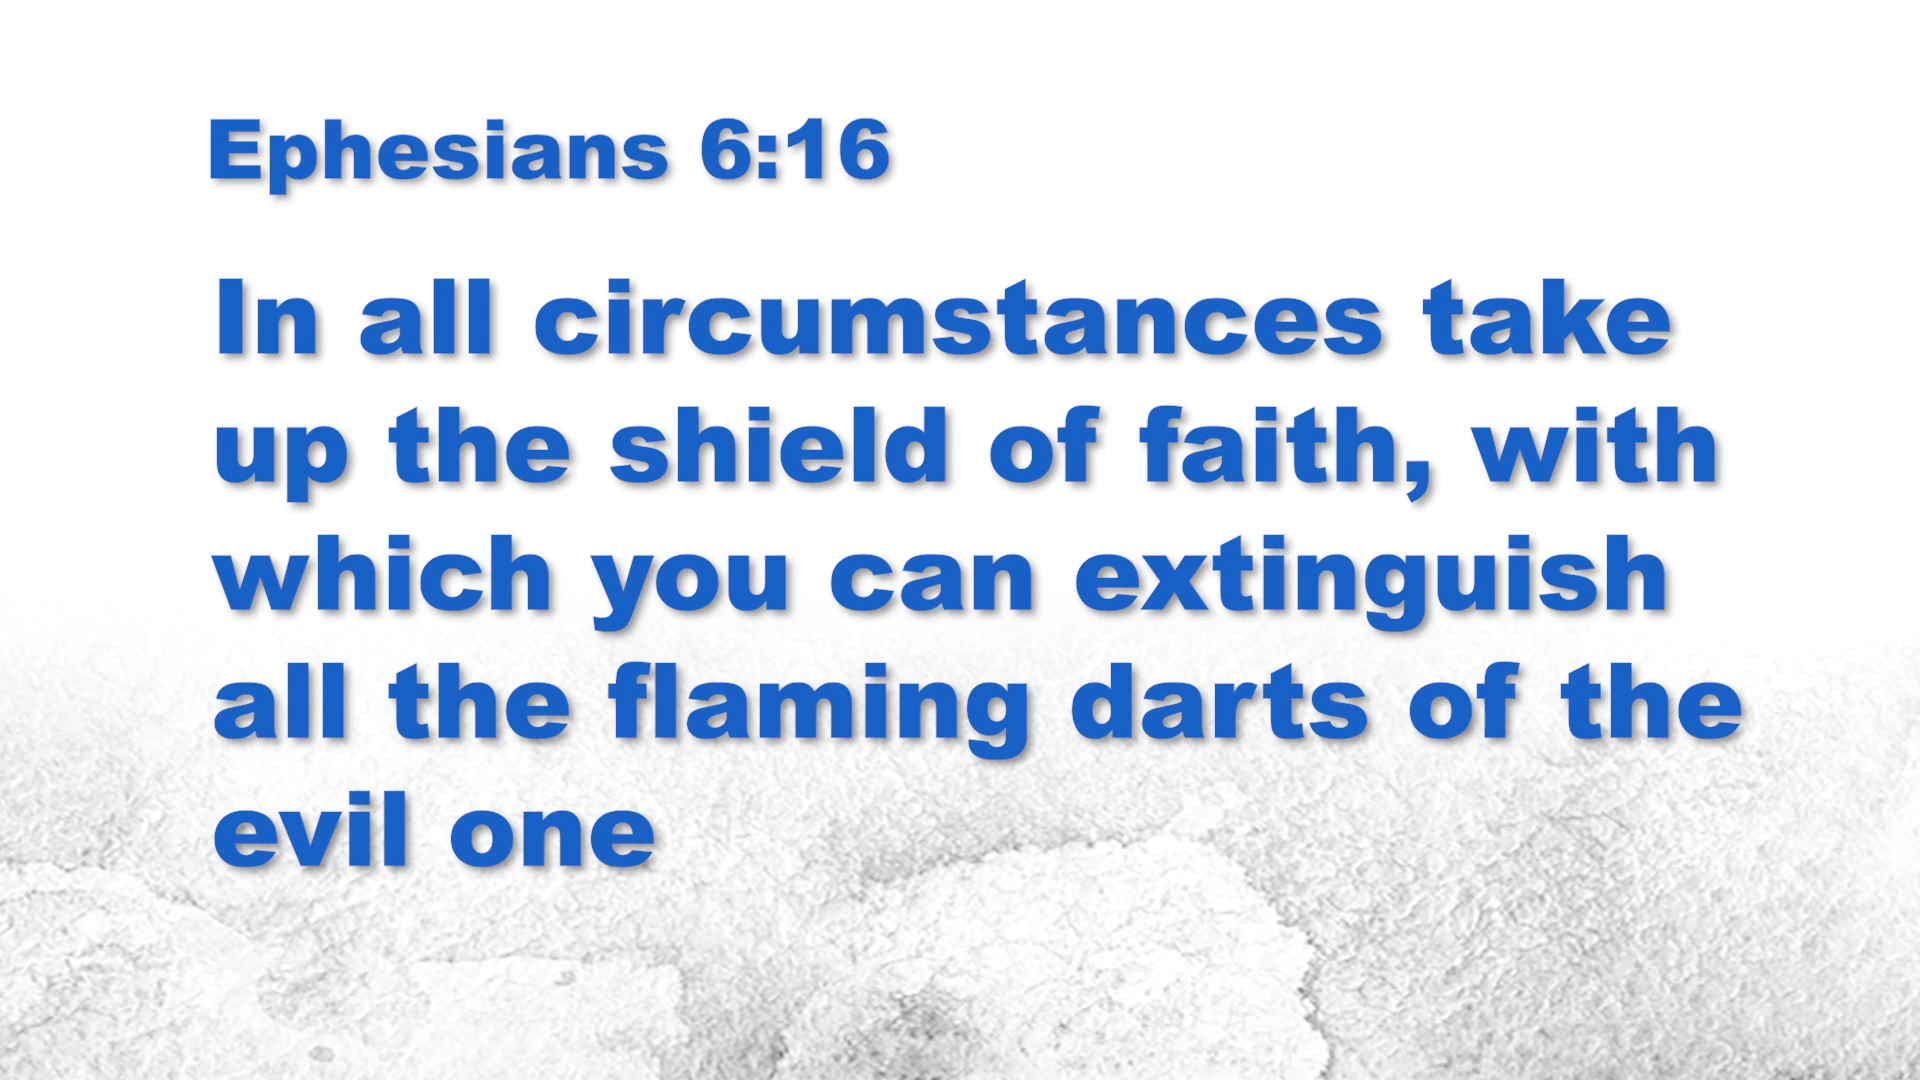 Ephesians 6:16
In all circumstances take
up the shield of faith, with
which you can extinguish
all the flaming darts of the
evil one